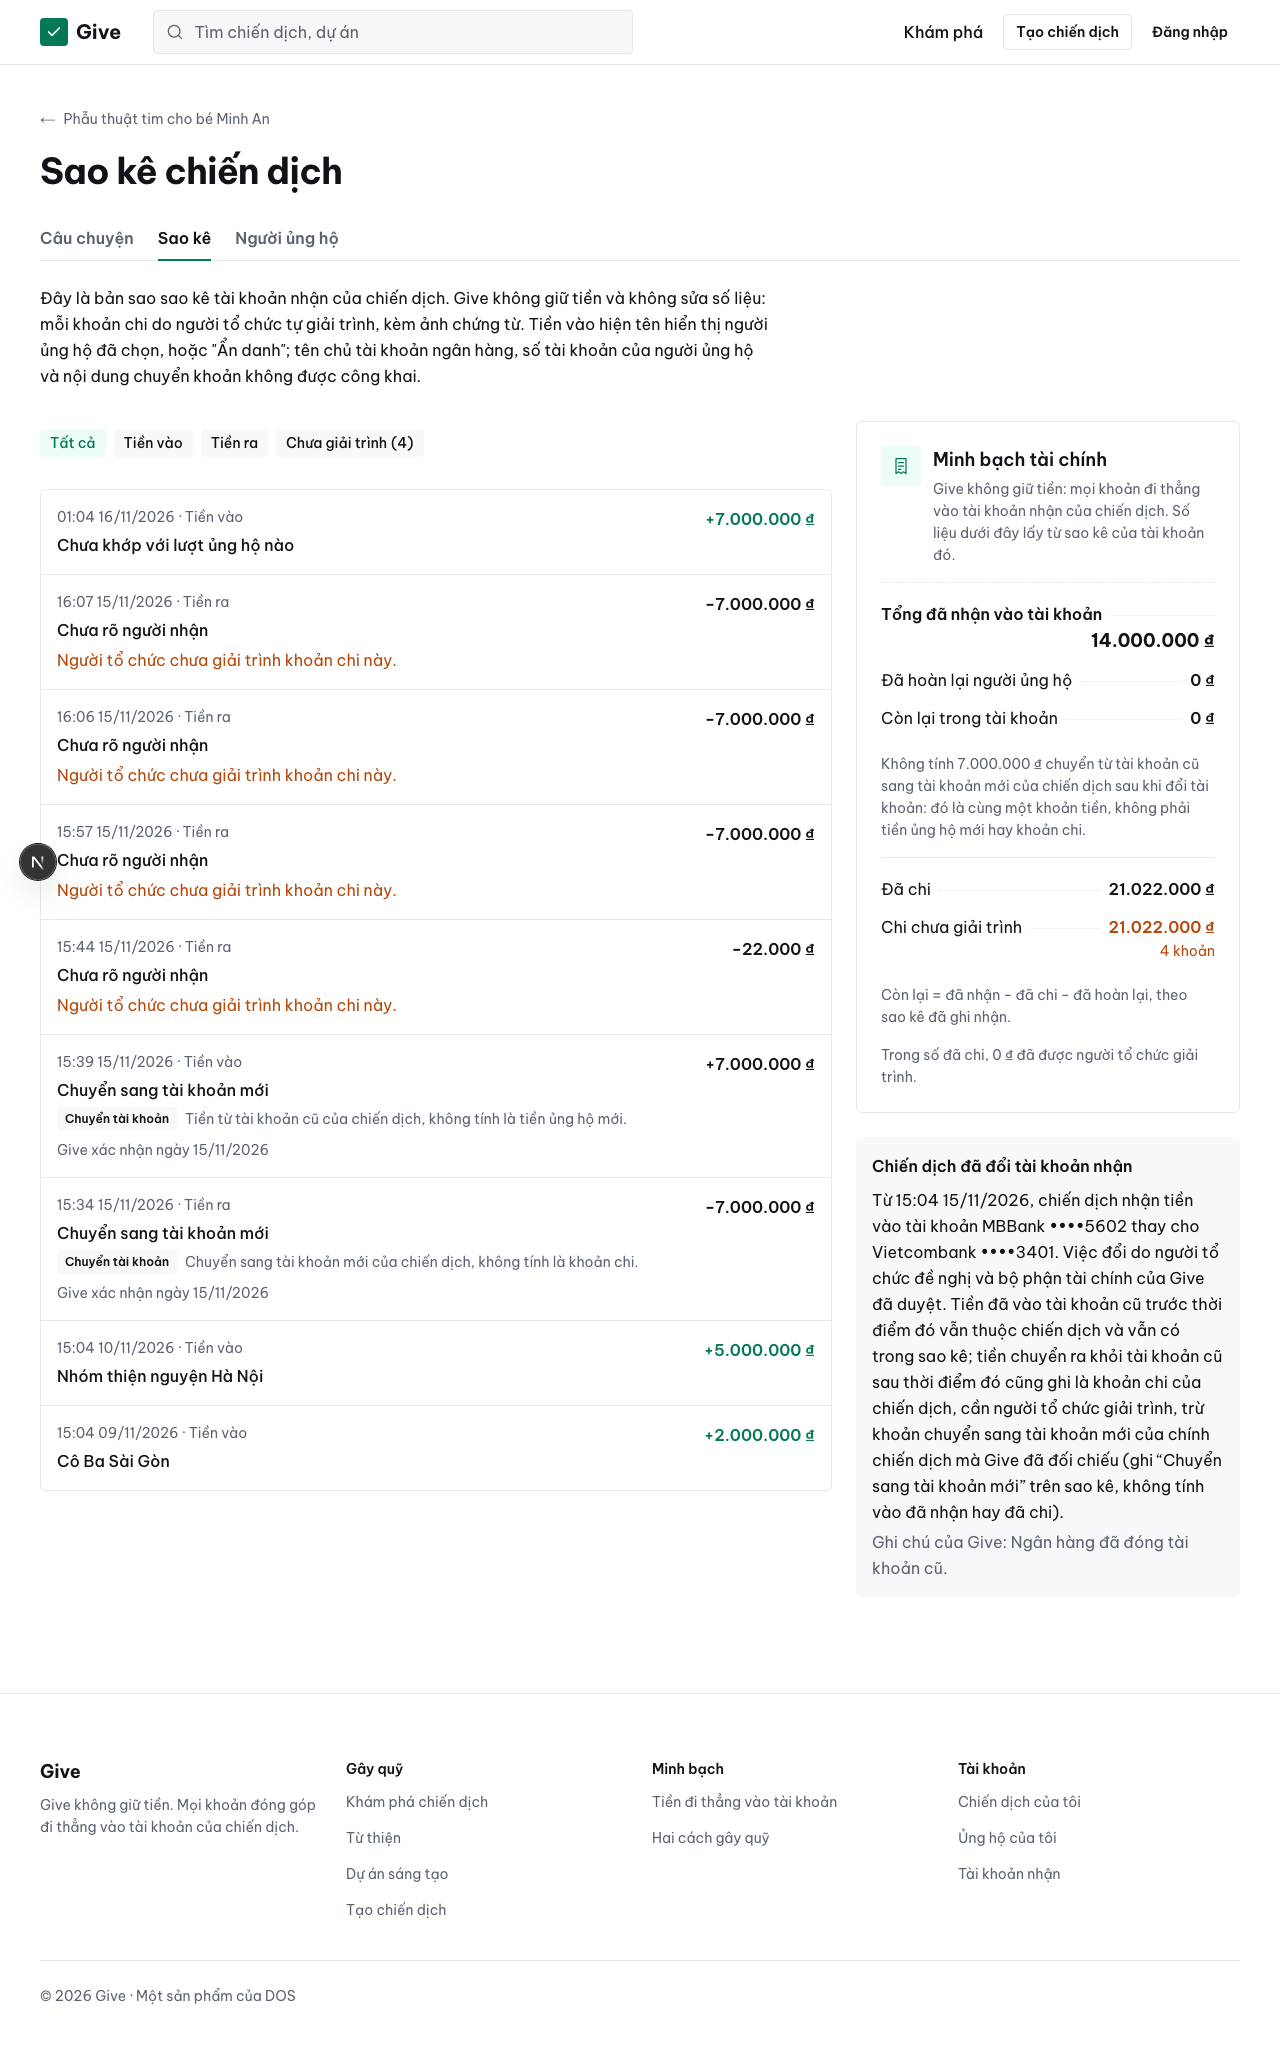 Give
Tìm chiến dịch, dự án
Khám phá
Tạo chiến dịch
Đăng nhập
← Phẫu thuật tim cho bé Minh An
Sao kê chiến dịch
Câu chuyện
Sao kê
Người ủng hộ
Đây là bản sao sao kê tài khoản nhận của chiến dịch. Give không giữ tiền và không sửa số liệu:
mỗi khoản chi do người tổ chức tự giải trình, kèm ảnh chứng từ. Tiền vào hiện tên hiển thị người
ủng hộ đã chọn, hoặc "Ẩn danh"; tên chủ tài khoản ngân hàng, số tài khoản của người ủng hộ
và nội dung chuyển khoản không được công khai.
Tất cả
Tiền vào
Tiền ra
Chưa giải trình (4)
01:04 16/11/2026 · Tiền vào
+7.000.000 ₫
Chưa khớp với lượt ủng hộ nào
16:07 15/11/2026 · Tiền ra
-7.000.000 ₫
Chưa rõ người nhận
Người tổ chức chưa giải trình khoản chi này.
16:06 15/11/2026 · Tiền ra
-7.000.000 ₫
Chưa rõ người nhận
Người tổ chức chưa giải trình khoản chi này.
15:57 15/11/2026 · Tiền ra
-7.000.000 ₫
N
Chưa rõ người nhận
Người tổ chức chưa giải trình khoản chi này.
15:44 15/11/2026 · Tiền ra
-22.000 ₫
Chưa rõ người nhận
Người tổ chức chưa giải trình khoản chi này.
15:39 15/11/2026 · Tiền vào
+7.000.000 ₫
Chuyển sang tài khoản mới
Chuyển tài khoản Tiền từ tài khoản cũ của chiến dịch, không tính là tiền ủng hộ mới.
Give xác nhận ngày 15/11/2026
15:34 15/11/2026 · Tiền ra
-7.000.000 ₫
Chuyển sang tài khoản mới
Chuyển tài khoản Chuyển sang tài khoản mới của chiến dịch, không tính là khoản chi.
Give xác nhận ngày 15/11/2026
15:04 10/11/2026 · Tiền vào
+5.000.000 ₫
Nhóm thiện nguyện Hà Nội
15:04 09/11/2026 · Tiền vào
+2.000.000 ₫
Cô Ba Sài Gòn
Minh bạch tài chính
Give không giữ tiền: mọi khoản đi thẳng
vào tài khoản nhận của chiến dịch. Số
liệu dưới đây lấy từ sao kê của tài khoản
đó.
Tổng đã nhận vào tài khoản
14.000.000 ₫
Đã hoàn lại người ủng hộ 0 ₫
Còn lại trong tài khoản 0 ₫
Không tính 7.000.000 ₫ chuyển từ tài khoản cũ
sang tài khoản mới của chiến dịch sau khi đổi tài
khoản: đó là cùng một khoản tiền, không phải
tiền ủng hộ mới hay khoản chi.
Đã chi 21.022.000 ₫
Chi chưa giải trình 21.022.000 ₫
4 khoản
Còn lại = đã nhận - đã chi - đã hoàn lại, theo
sao kê đã ghi nhận.
Trong số đã chi, 0 ₫ đã được người tổ chức giải
trình.
Chiến dịch đã đổi tài khoản nhận
Từ 15:04 15/11/2026, chiến dịch nhận tiền
vào tài khoản MBBank ••••5602 thay cho
Vietcombank ••••3401. Việc đổi do người tổ
chức đề nghị và bộ phận tài chính của Give
đã duyệt. Tiền đã vào tài khoản cũ trước thời
điểm đó vẫn thuộc chiến dịch và vẫn có
trong sao kê; tiền chuyển ra khỏi tài khoản cũ
sau thời điểm đó cũng ghi là khoản chi của
chiến dịch, cần người tổ chức giải trình, trừ
khoản chuyển sang tài khoản mới của chính
chiến dịch mà Give đã đối chiếu (ghi “Chuyển
sang tài khoản mới” trên sao kê, không tính
vào đã nhận hay đã chi).
Ghi chú của Give: Ngân hàng đã đóng tài
khoản cũ.
Give
Give không giữ tiền. Mọi khoản đóng góp
đi thẳng vào tài khoản của chiến dịch.
Gây quỹ
Khám phá chiến dịch
Từ thiện
Dự án sáng tạo
Tạo chiến dịch
Minh bạch
Tiền đi thẳng vào tài khoản
Hai cách gây quỹ
Tài khoản
Chiến dịch của tôi
Ủng hộ của tôi
Tài khoản nhận
© 2026 Give · Một sản phẩm của DOS